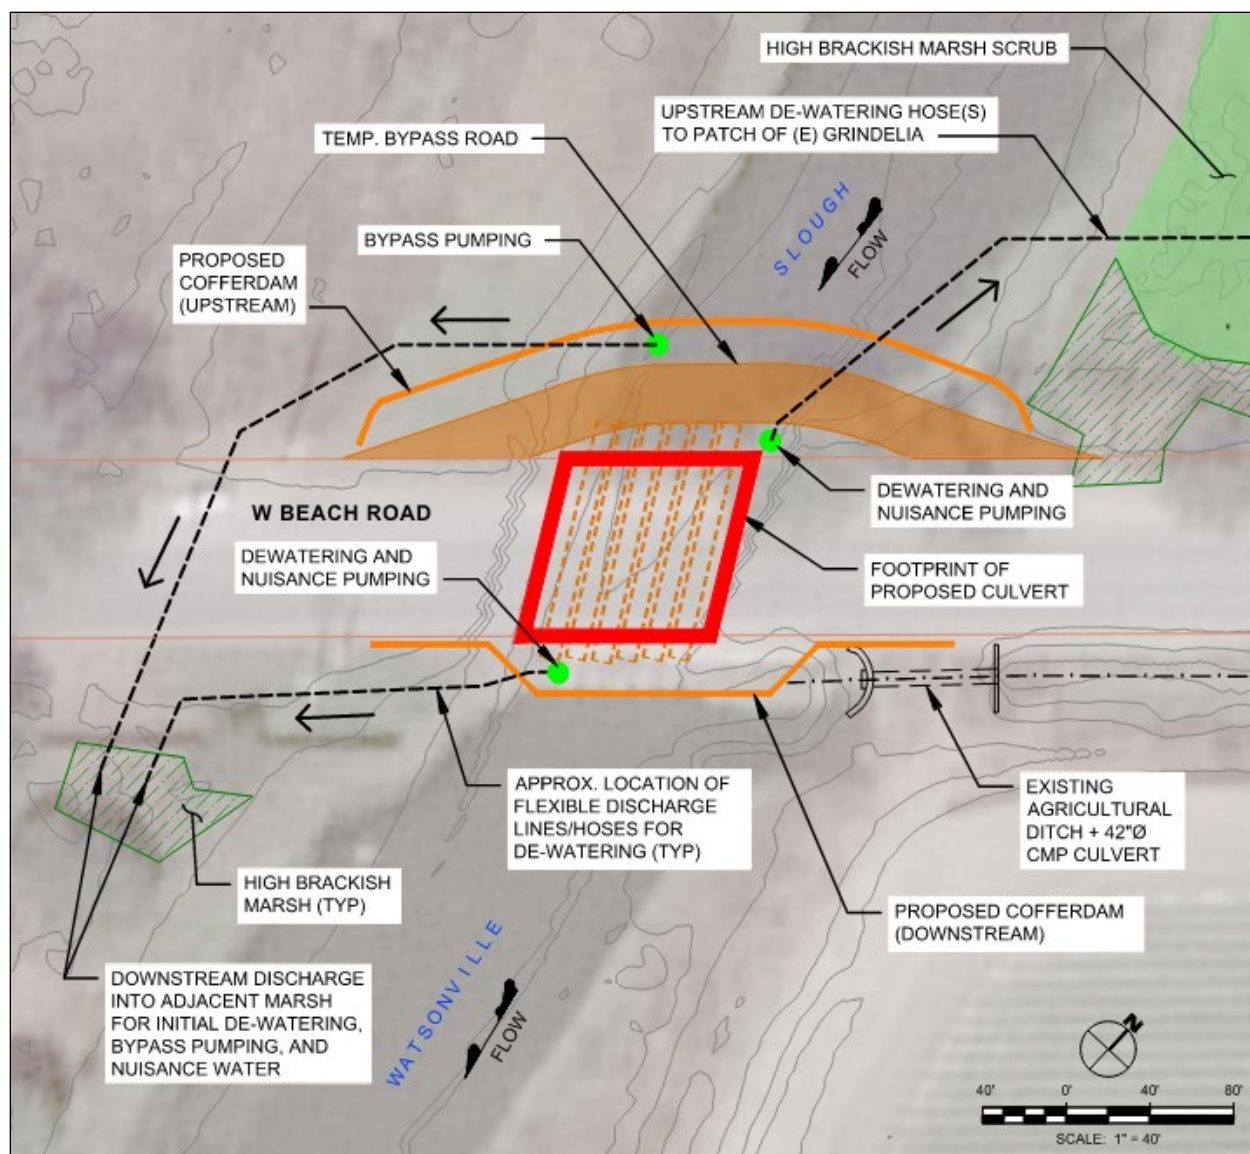 HIGH BRACKISH MARSH SCRUB
UPSTREAM DE-WATERING HOSE(S)
TO PATCH OF (E) GRINDELIA
TEMP. BYPASS ROAD
BYPASS PUMPING
PROPOSED
COFFERDAM
(UPSTREAM)
SLOUGH
FLOW
W BEACH ROAD
DEWATERING AND
NUISANCE PUMPING
DEWATERING AND
NUISANCE PUMPING
FOOTPRINT OF
PROPOSED CULVERT
APPROX. LOCATION OF
FLEXIBLE DISCHARGE
LINES/HOSES FOR
DE-WATERING (TYP)
EXISTING
AGRICULTURAL
DITCH + 42"Ø
CMP CULVERT
HIGH BRACKISH
MARSH (TYP)
PROPOSED COFFERDAM
(DOWNSTREAM)
DOWNSTREAM DISCHARGE
INTO ADJACENT MARSH
FOR INITIAL DE-WATERING,
BYPASS PUMPING, AND
NUISANCE WATER
WATSONVILLE
FLOW
N
40' 0' 40' 80'
SCALE: 1" = 40'